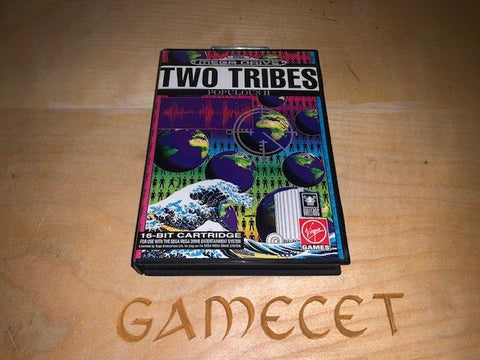 MEGA DRIVE
TWO TRIBES
POPULOUS II
16-BIT CARTRIDGE
FOR USE WITH THE SEGA MEGA DRIVE ENTERTAINMENT SYSTEM
BULLFROG
Virgin
GAMES
GAMECET